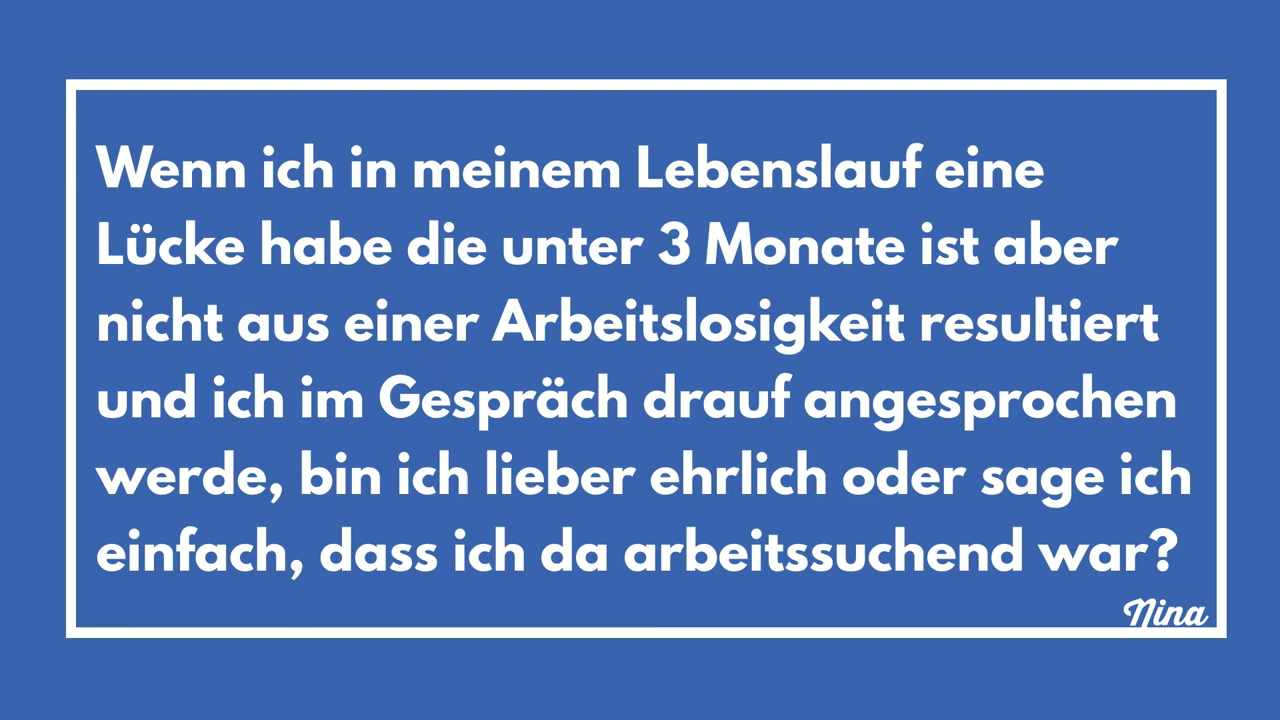 Wenn ich in meinem Lebenslauf eine
Lücke habe die unter 3 Monate ist aber
nicht aus einer Arbeitslosigkeit resultiert
und ich im Gespräch drauf angesprochen
werde, bin ich lieber ehrlich oder sage ich
einfach, dass ich da arbeitssuchend war?
Nina